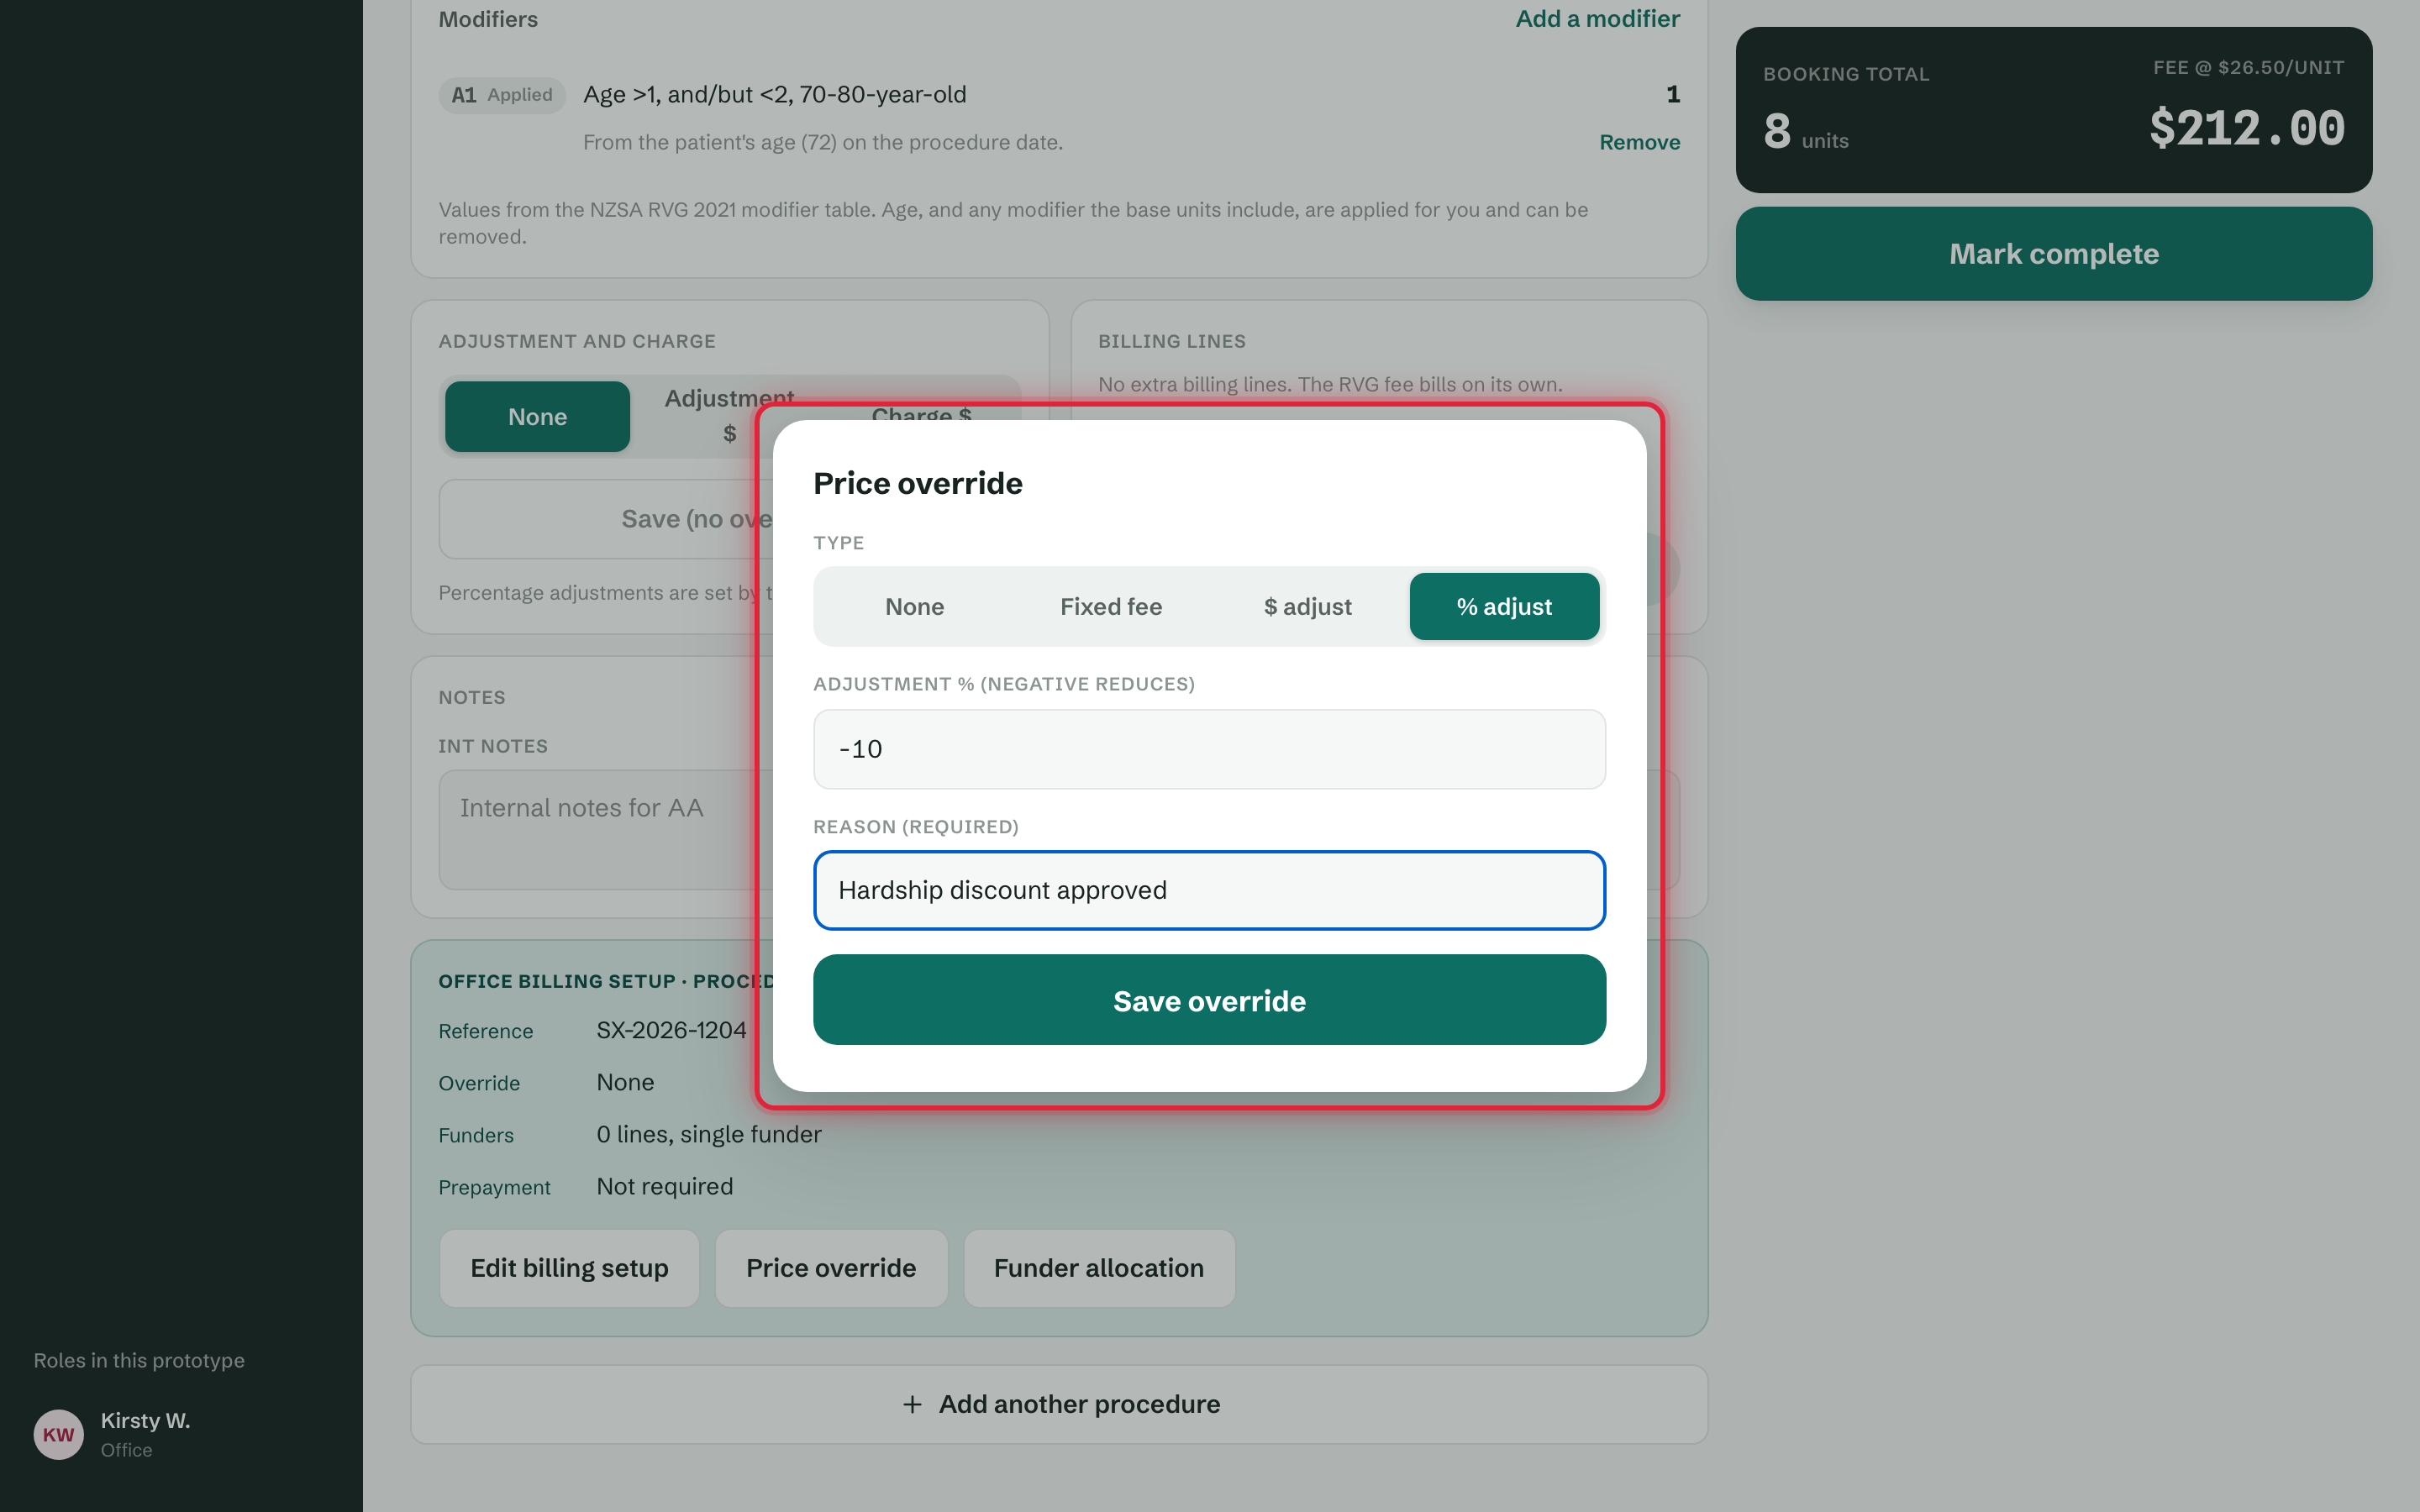 Modifiers
Add a modifier
A1 Applied
Age >1, and/but <2, 70-80-year-old
1
From the patient's age (72) on the procedure date.
Remove
Values from the NZSA RVG 2021 modifier table. Age, and any modifier the base units include, are applied for you and can be
removed.
BOOKING TOTAL
FEE @ $26.50/UNIT
8 units
$212.00
Mark complete
ADJUSTMENT AND CHARGE
None
Adjustment
$
Charge $
Save (no ove
Percentage adjustments are set by t
BILLING LINES
No extra billing lines. The RVG fee bills on its own.
Price override
TYPE
None
Fixed fee
$ adjust
% adjust
ADJUSTMENT % (NEGATIVE REDUCES)
-10
REASON (REQUIRED)
Hardship discount approved
Save override
NOTES
INT NOTES
Internal notes for AA
OFFICE BILLING SETUP · PROCED
Reference
SX-2026-1204
Override
None
Funders
0 lines, single funder
Prepayment
Not required
Edit billing setup
Price override
Funder allocation
+ Add another procedure
Roles in this prototype
KW
Kirsty W.
Office